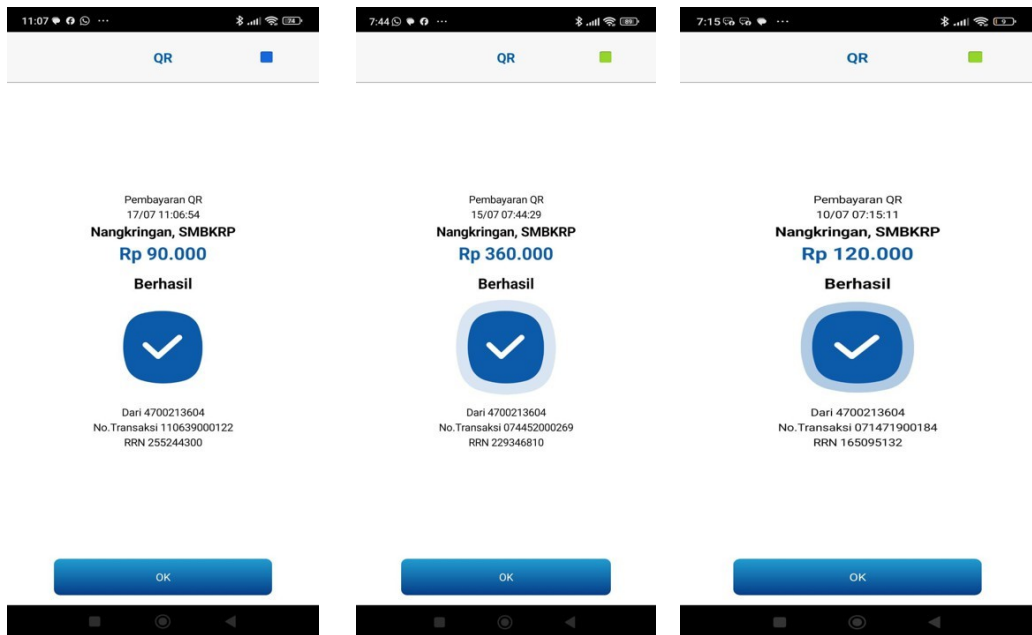 11:07 ... 74
QR
Pembayaran QR
17/07 11:06:54
Nangkringan, SMBKRP
Rp 90.000
Berhasil
Dari 4700213604
No.Transaksi 110639000122
RRN 255244300
OK
7:44 ... 89
QR
Pembayaran QR
15/07 07:44:29
Nangkringan, SMBKRP
Rp 360.000
Berhasil
Dari 4700213604
No.Transaksi 074452000269
RRN 229346810
OK
7:15 ... 9
QR
Pembayaran QR
10/07 07:15:11
Nangkringan, SMBKRP
Rp 120.000
Berhasil
Dari 4700213604
No.Transaksi 071471900184
RRN 165095132
OK